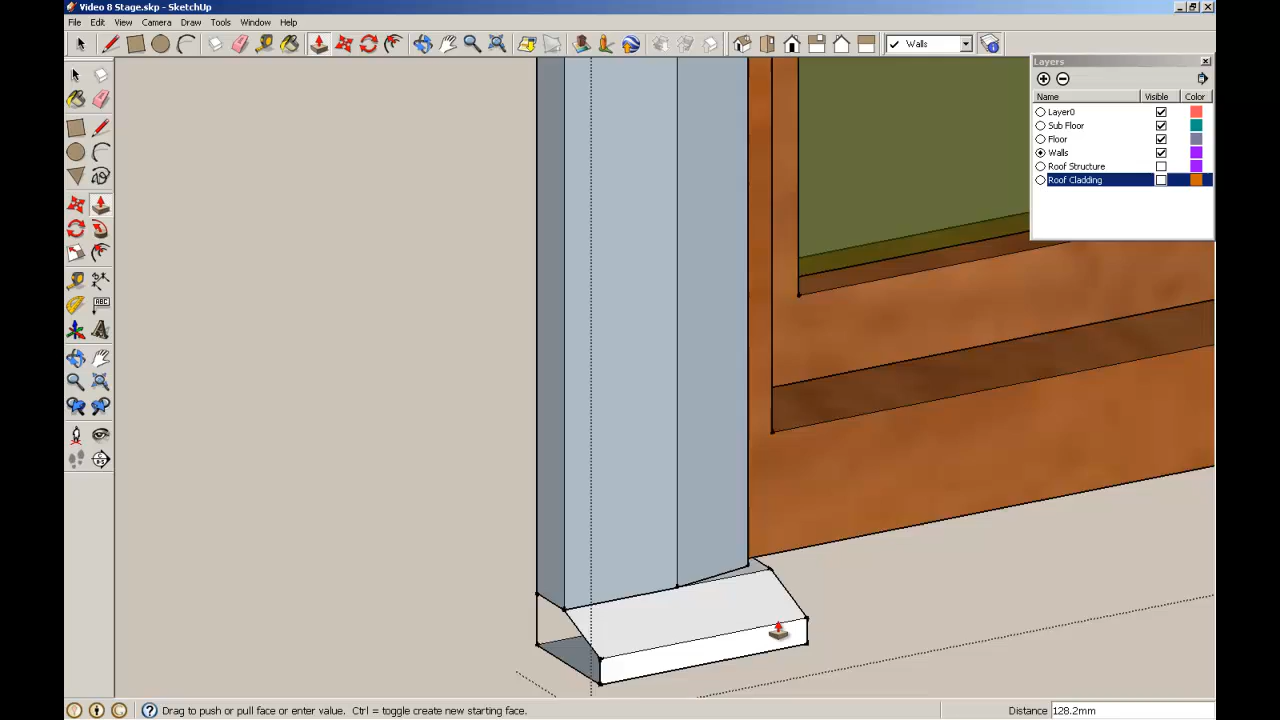 Video 8 Stage.skp - SketchUp
File Edit View Camera Draw Tools Window Help
Walls
Layers
Name Visible Color
Layer0
Sub Floor
Floor
Walls
Roof Structure
Roof Cladding
ABC
Drag to push or pull face or enter value. Ctrl = toggle create new starting face. Distance 128.2mm